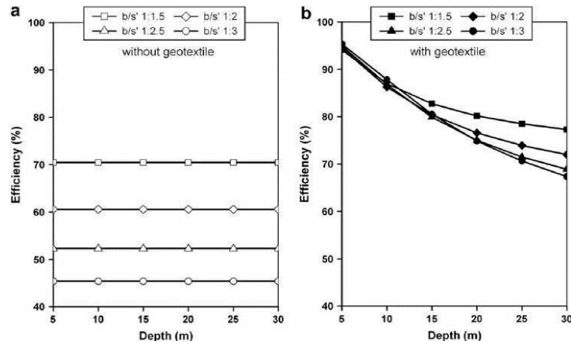 a
b/s' 1:1.5 b/s' 1:2
b/s' 1:2.5 b/s' 1:3
without geotextile
100
90
80
70
60
50
40
Efficiency (%)
5 10 15 20 25 30
Depth (m)
b
b/s' 1:1.5 b/s' 1:2
b/s' 1:2.5 b/s' 1:3
with geotextile
100
90
80
70
60
50
40
Efficiency (%)
5 10 15 20 25 30
Depth (m)